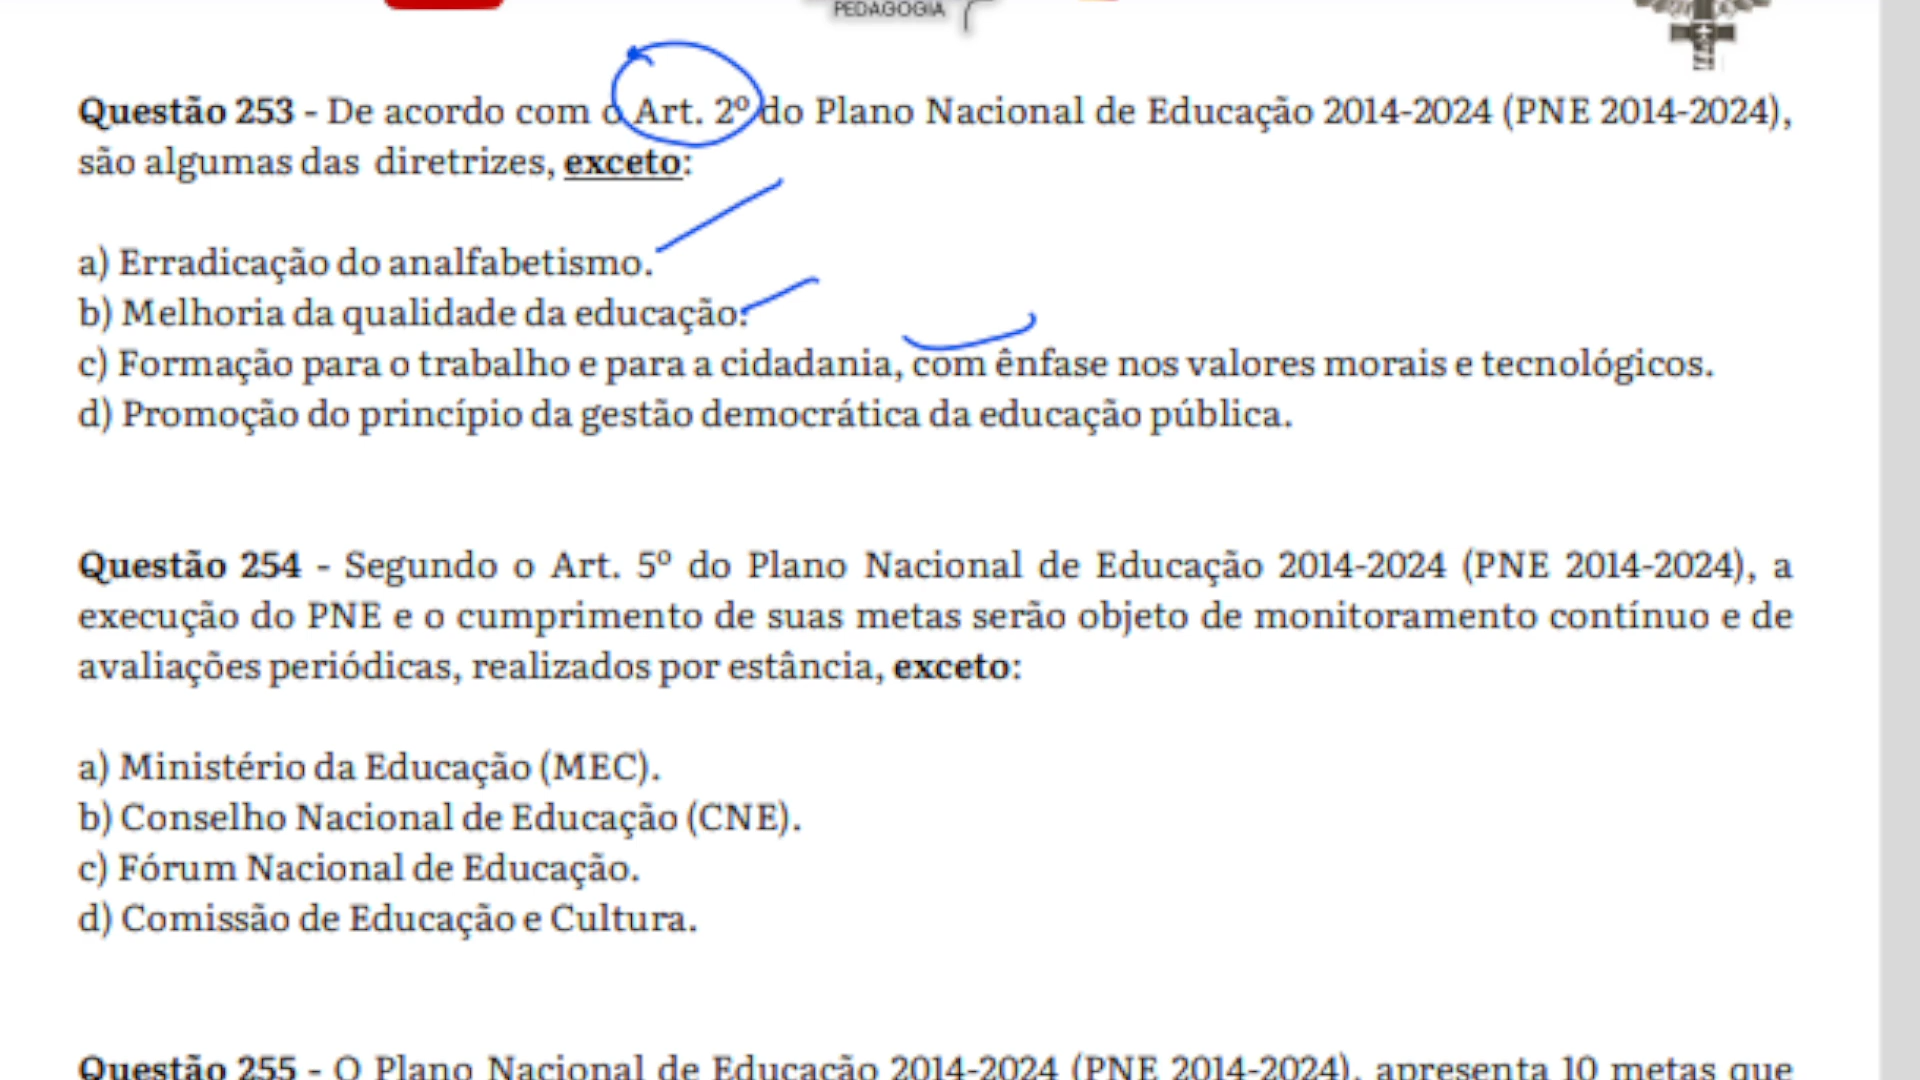 PEDAGOGIA
Questão 253 - De acordo com o Art. 2º do Plano Nacional de Educação 2014-2024 (PNE 2014-2024),
são algumas das diretrizes, exceto:
a) Erradicação do analfabetismo.
b) Melhoria da qualidade da educação.
c) Formação para o trabalho e para a cidadania, com ênfase nos valores morais e tecnológicos.
d) Promoção do princípio da gestão democrática da educação pública.
Questão 254 - Segundo o Art. 5º do Plano Nacional de Educação 2014-2024 (PNE 2014-2024), a
execução do PNE e o cumprimento de suas metas serão objeto de monitoramento contínuo e de
avaliações periódicas, realizados por estância, exceto:
a) Ministério da Educação (MEC).
b) Conselho Nacional de Educação (CNE).
c) Fórum Nacional de Educação.
d) Comissão de Educação e Cultura.
Questão 255 - O Plano Nacional de Educação 2014-2024 (PNE 2014-2024), apresenta 10 metas que